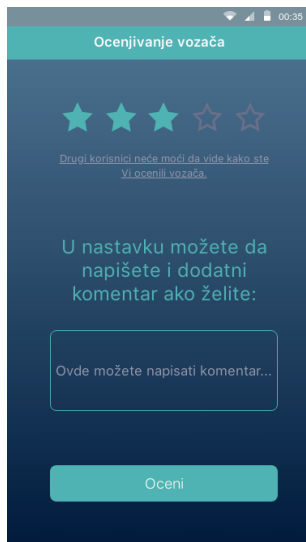 00:35
Ocenjivanje vozača
Drugi korisnici neće moći da vide kako ste
Vi ocenili vozača.
U nastavku možete da
napišete i dodatni
komentar ako želite:
Ovde možete napisati komentar...
Oceni